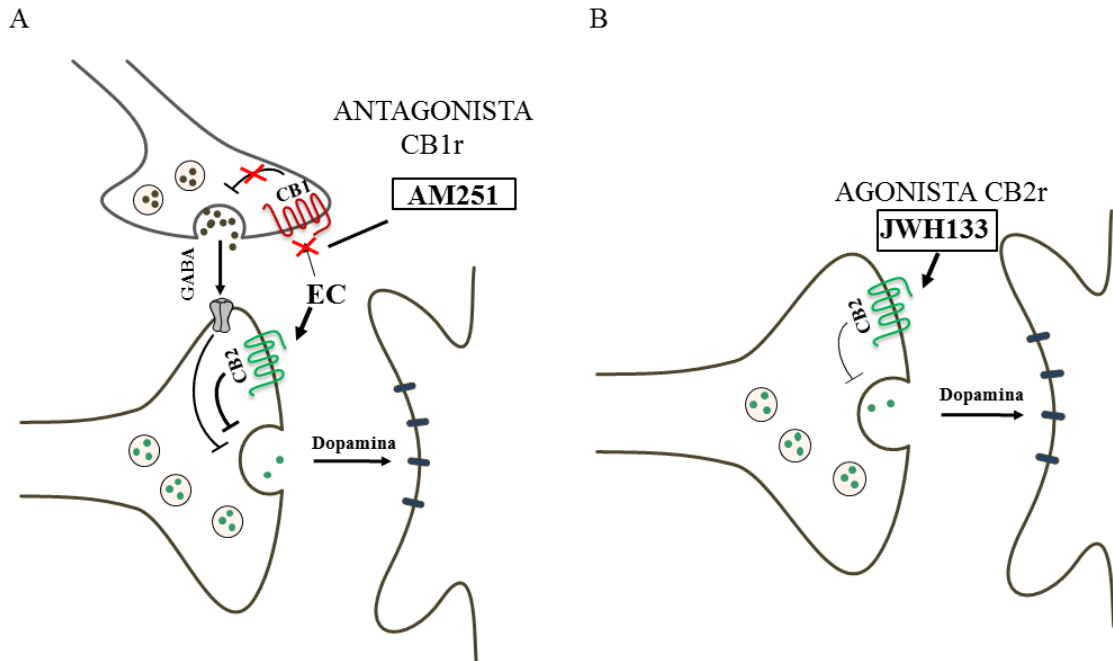 A
ANTAGONISTA
CB1r
AM251
CB1
GABA
EC
CB2
Dopamina
B
AGONISTA CB2r
JWH133
CB2
Dopamina